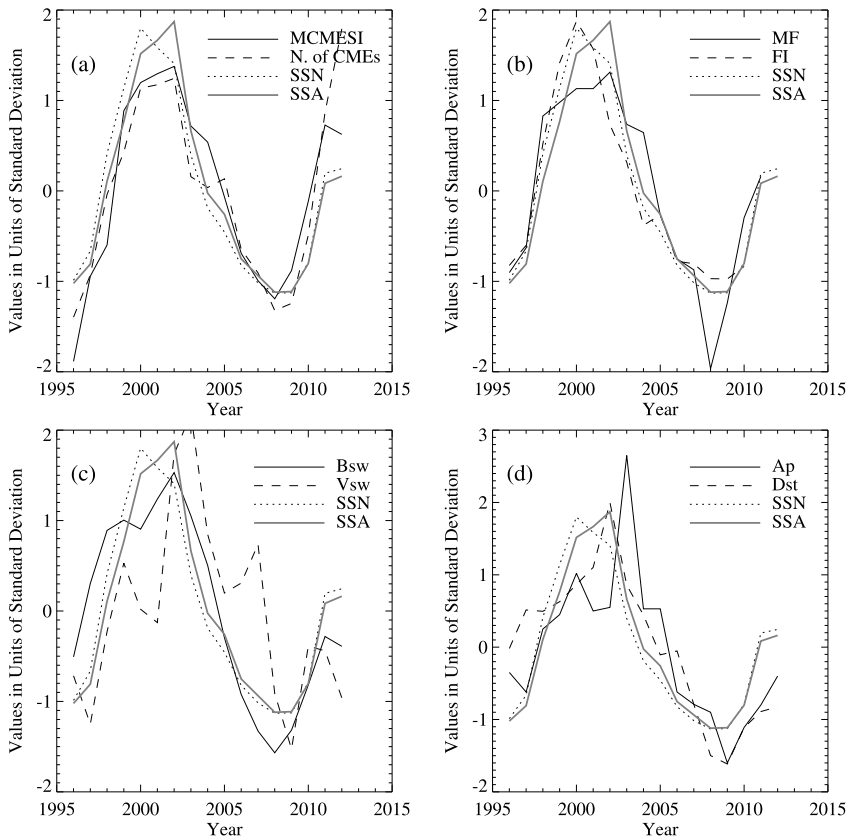 2
1
0
-1
-2
1995
2000
2005
2010
2015
Year
Values in Units of Standard Deviation
(a)
MCMESI
N. of CMEs
SSN
SSA
2
1
0
-1
-2
1995
2000
2005
2010
2015
Year
Values in Units of Standard Deviation
(b)
MF
FI
SSN
SSA
2
1
0
-1
-2
1995
2000
2005
2010
2015
Year
Values in Units of Standard Deviation
(c)
Bsw
Vsw
SSN
SSA
3
2
1
0
-1
-2
1995
2000
2005
2010
2015
Year
Values in Units of Standard Deviation
(d)
Ap
Dst
SSN
SSA